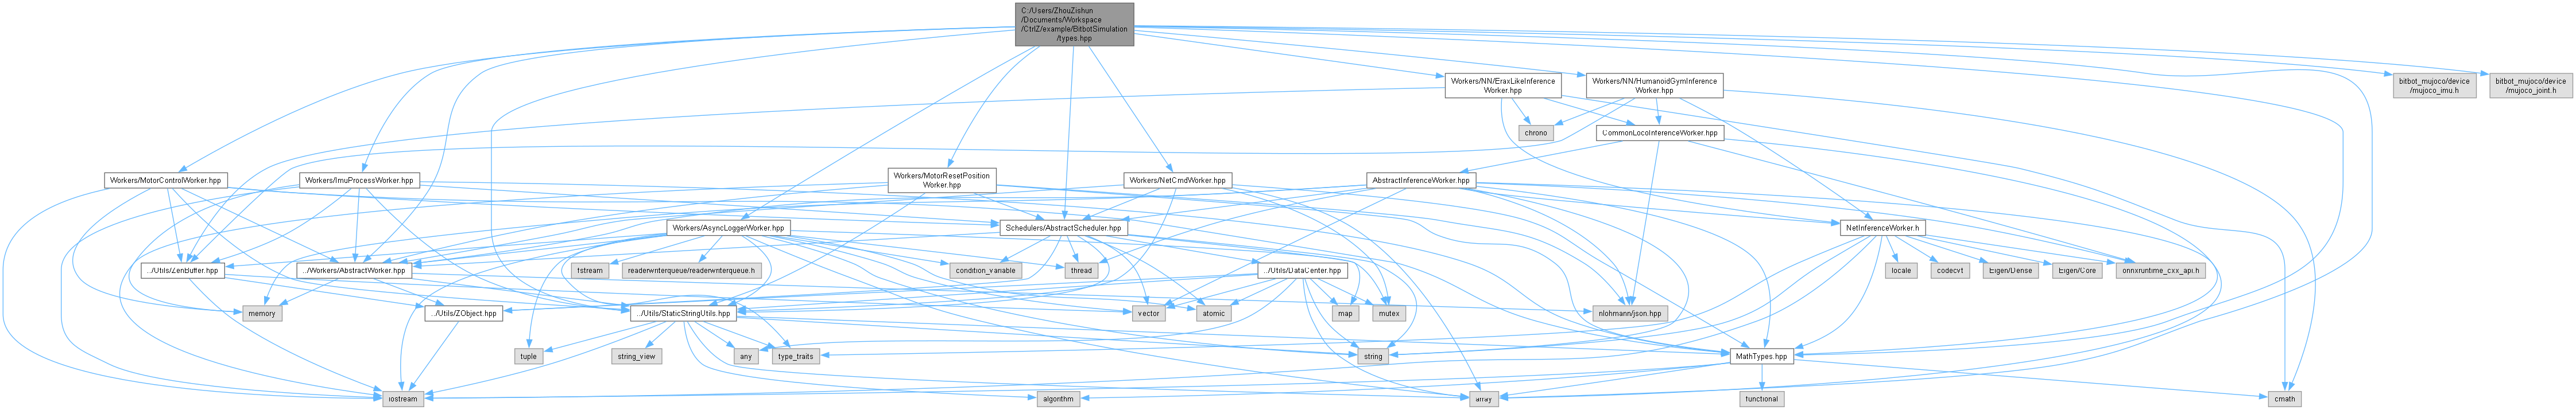 C:/Users/ZhouZishun
/Documents/Workspace
/CtrlZ/example/BitbotSimulation
/types.hpp
Workers/NN/EraxLikeInference
Worker.hpp
Workers/NN/HumanoidGymInference
Worker.hpp
bitbot_mujoco/device
/mujoco_imu.h
bitbot_mujoco/device
/mujoco_joint.h
chrono
CommonLocoInferenceWorker.hpp
Workers/MotorControlWorker.hpp
Workers/ImuProcessWorker.hpp
Workers/MotorResetPosition
Worker.hpp
Workers/NetCmdWorker.hpp
AbstractInferenceWorker.hpp
Workers/AsyncLoggerWorker.hpp
Schedulers/AbstractScheduler.hpp
NetInferenceWorker.h
../Utils/ZenBuffer.hpp
../Workers/AbstractWorker.hpp
fstream
readerwriterqueue/readerwriterqueue.h
condition_variable
thread
../Utils/DataCenter.hpp
locale
codecvt
Eigen/Dense
Eigen/Core
onnxruntime_cxx_api.h
memory
../Utils/ZObject.hpp
../Utils/StaticStringUtils.hpp
vector
atomic
map
mutex
nlohmann/json.hpp
tuple
string_view
any
type_traits
string
MathTypes.hpp
iostream
algorithm
array
functional
cmath